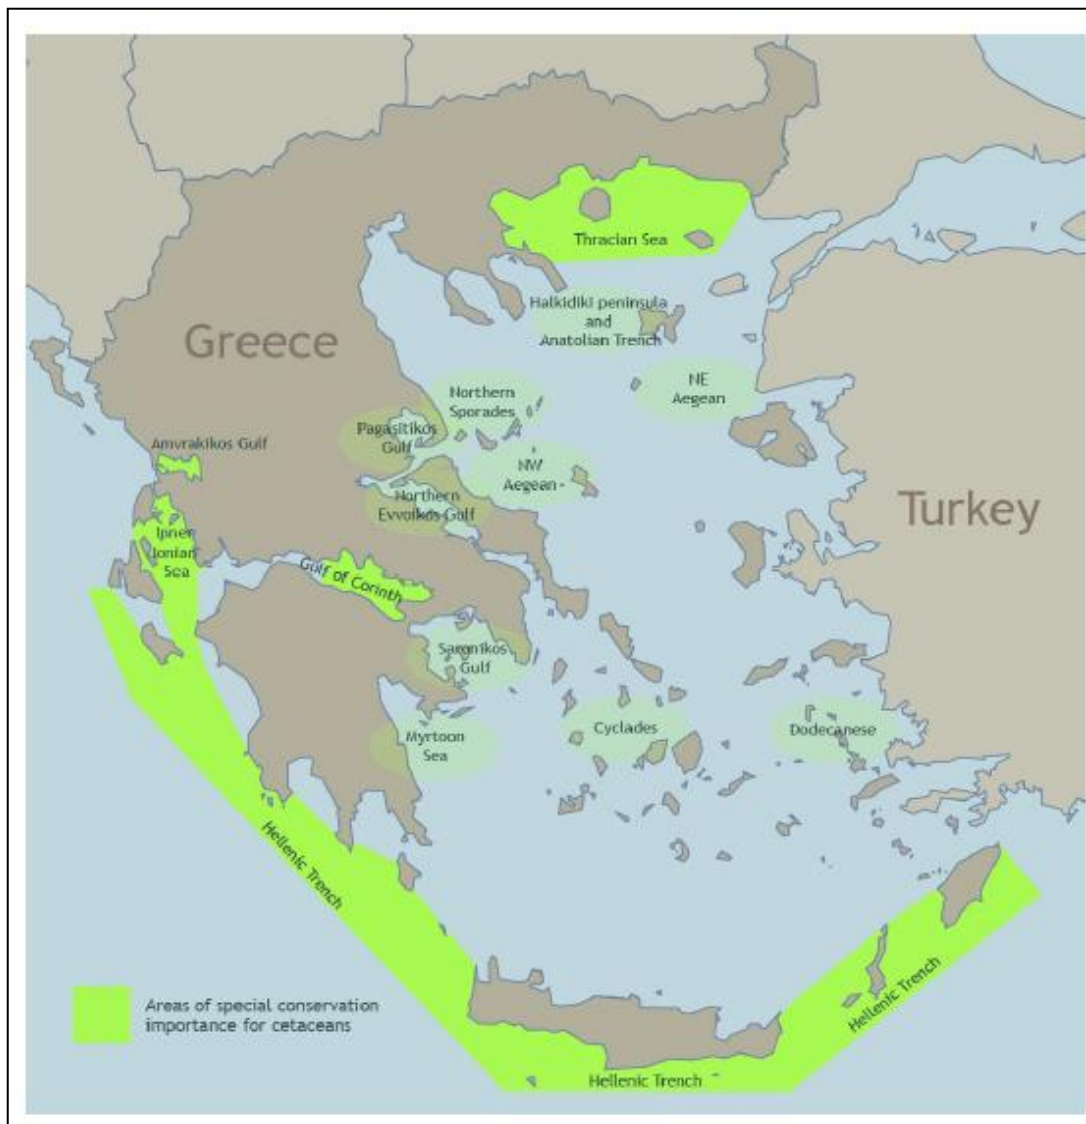 Thracian Sea
Halkidiki peninsula
and
Anatolian Trench
Greece
NE
Aegean
Northern
Sporades
Pagasitikos
Gulf
Amvrakikos Gulf
NW
Aegean
Northern
Evvoikos Gulf
Turkey
Inner
Ionian
Sea
Gulf of Corinth
Saronikos
Gulf
Myrtoon
Sea
Cyclades
Dodecanese
Hellenic Trench
Hellenic Trench
Hellenic Trench
Areas of special conservation
importance for cetaceans